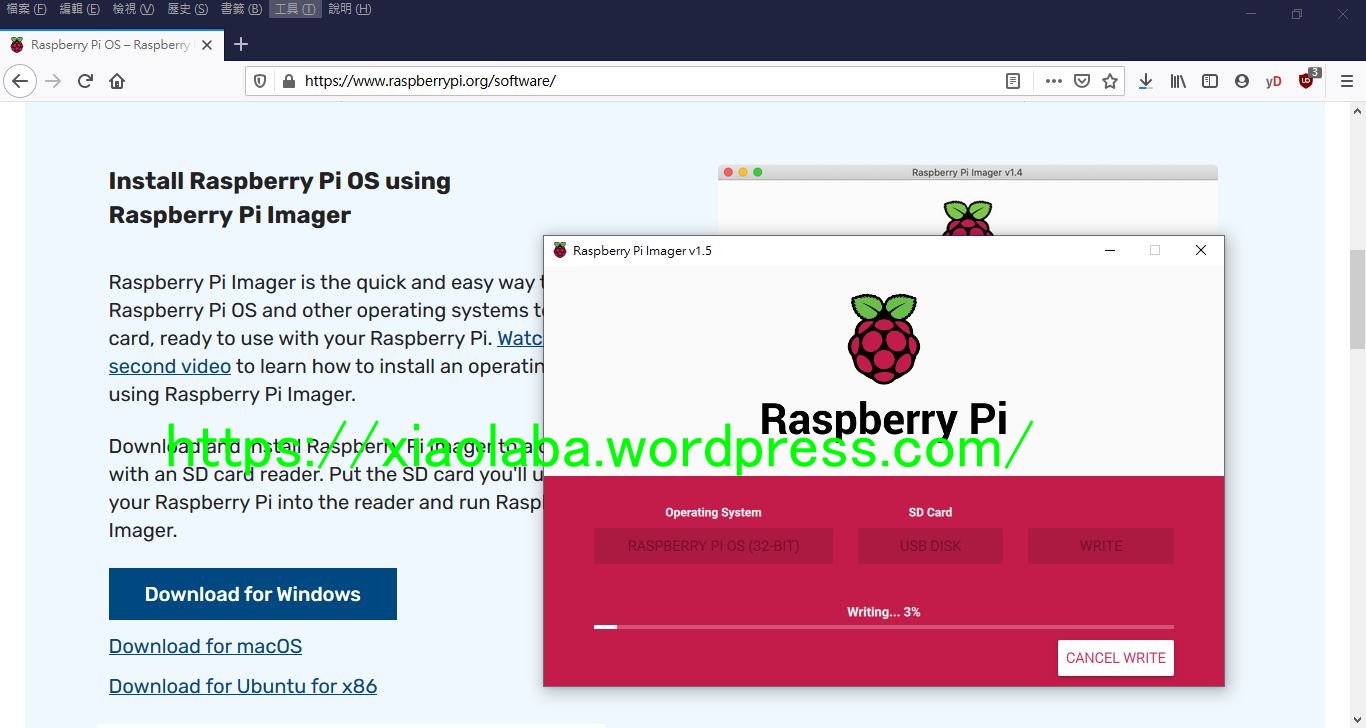 檔案 (F) 編輯 (E) 檢視 (V) 歷史 (S) 書籤 (B) 工具 (T) 說明 (H)
Raspberry Pi OS – Raspberry
https://www.raspberrypi.org/software/
yD
3
Install Raspberry Pi OS using
Raspberry Pi Imager
Raspberry Pi Imager is the quick and easy way
Raspberry Pi OS and other operating systems
card, ready to use with your Raspberry Pi. Watc
second video to learn how to install an operatin
using Raspberry Pi Imager.
Download and install Raspberry Pi Imager to a
with an SD card reader. Put the SD card you'll u
your Raspberry Pi into the reader and run Rasp
Imager.
Download for Windows
Download for macOS
Download for Ubuntu for x86
Raspberry Pi Imager v1.4
Raspberry Pi Imager v1.5
Raspberry Pi
https://xiaolaba.wordpress.com/
Operating System
SD Card
RASPBERRY PI OS (32-BIT)
USB DISK
WRITE
Writing... 3%
CANCEL WRITE